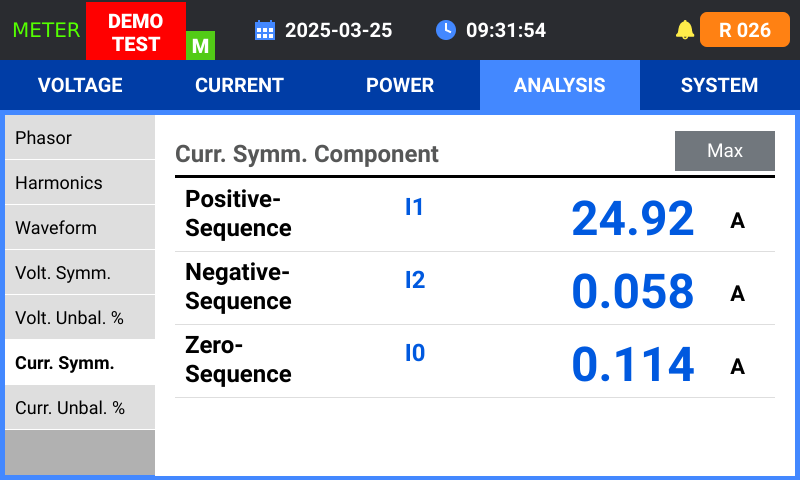 METER
DEMO
TEST
M
2025-03-25
09:31:54
R 026
VOLTAGE
CURRENT
POWER
ANALYSIS
SYSTEM
Phasor
Harmonics
Waveform
Volt. Symm.
Volt. Unbal. %
Curr. Symm.
Curr. Unbal. %
Curr. Symm. Component
Max
Positive-
Sequence
I1
24.92
A
Negative-
Sequence
I2
0.058
A
Zero-
Sequence
I0
0.114
A